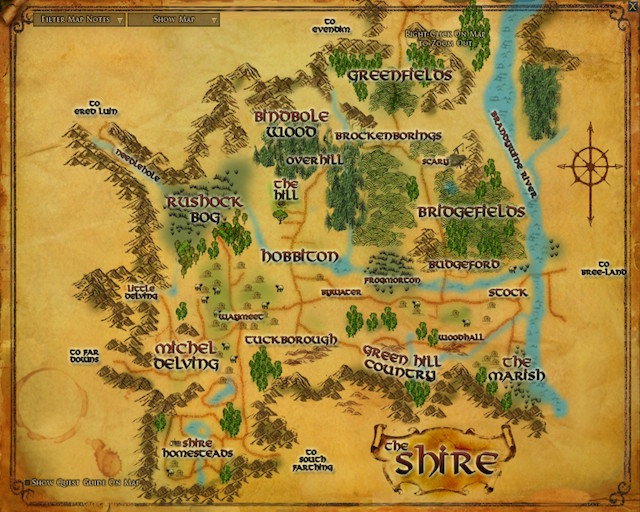 Filter Map Notes
Show Map
To
Evendim
Right-Click On Map
to Zoom Out
Greenfields
To
Ered Luin
Bindbole
Wood
Brockenborings
Brandywine River
Needlehole
Overhill
Scary
The
Hill
Rushock
Bog
Bridgefields
Hobbiton
Budgeford
To
Bree-land
Frogmorton
Little
Delving
Bywater
Stock
Waymeet
Tuckborough
Woodhall
To Far
Downs
Michel
Delving
Green Hill
Country
The
Marish
The Shire
Homesteads
The
Shire
To
South
Farthing
Show Quest Guide On Map